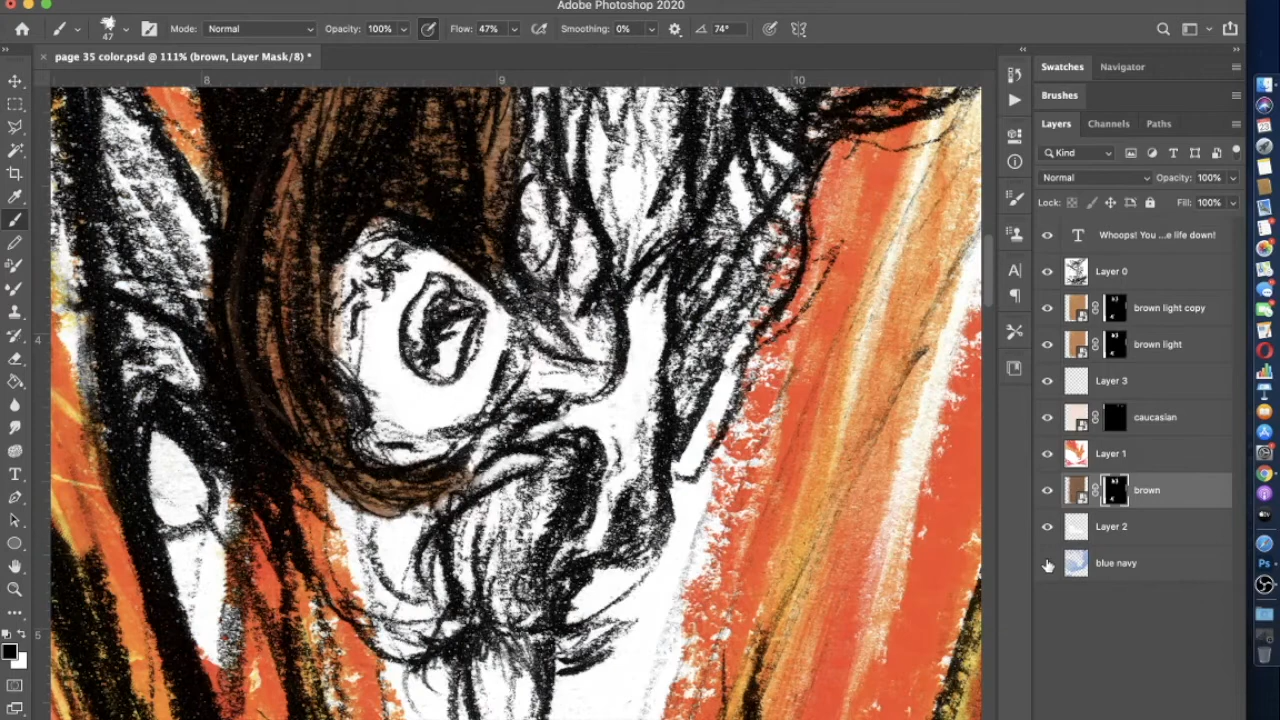 Adobe Photoshop 2020
47 Mode: Normal Opacity: 100% Flow: 47% Smoothing: 0% 74°
page 35 color.psd @ 111% (brown, Layer Mask/8) *
8 9 10
4
5
Swatches Navigator
Brushes
Layers Channels Paths
Kind
Normal Opacity: 100%
Lock: Fill: 100%
Whoops! You ...e life down!
Layer 0
brown light copy
brown light
Layer 3
caucasian
Layer 1
brown
Layer 2
blue navy